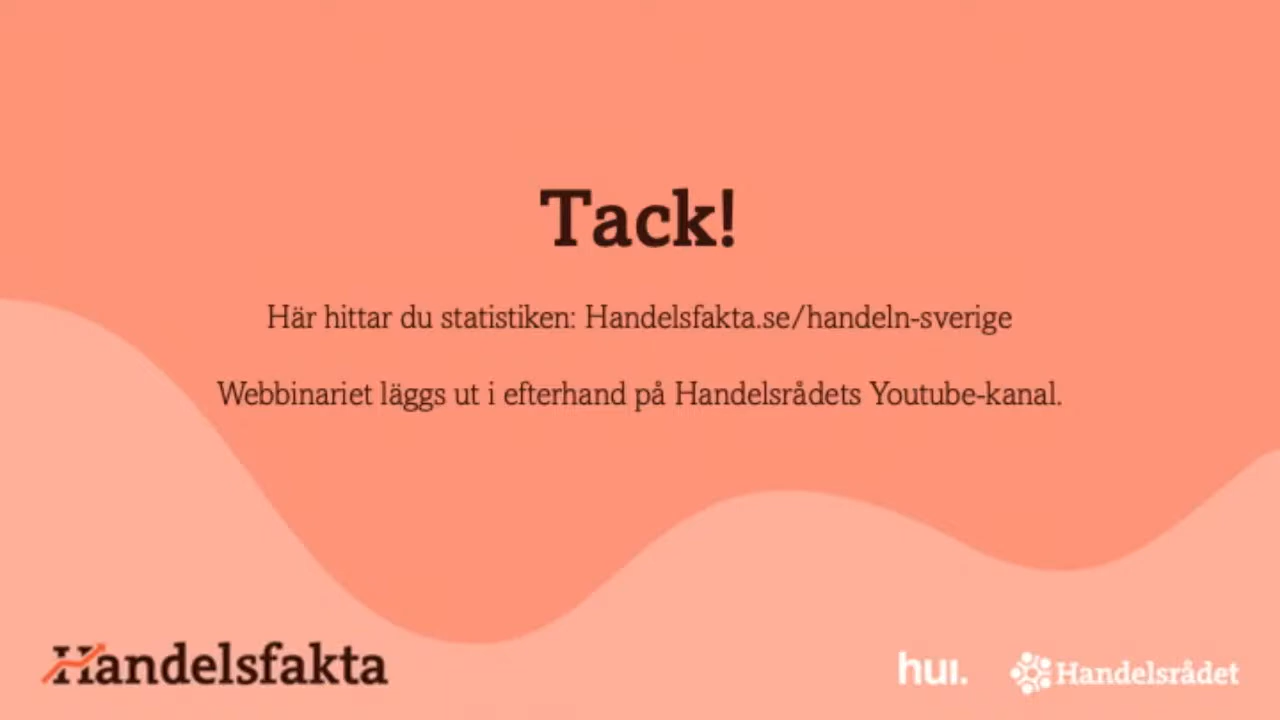 Tack!
Här hittar du statistiken: Handelsfakta.se/handeln-sverige
Webbinariet läggs ut i efterhand på Handelsrådets Youtube-kanal.
Handelsfakta
hui.
Handelsrådet